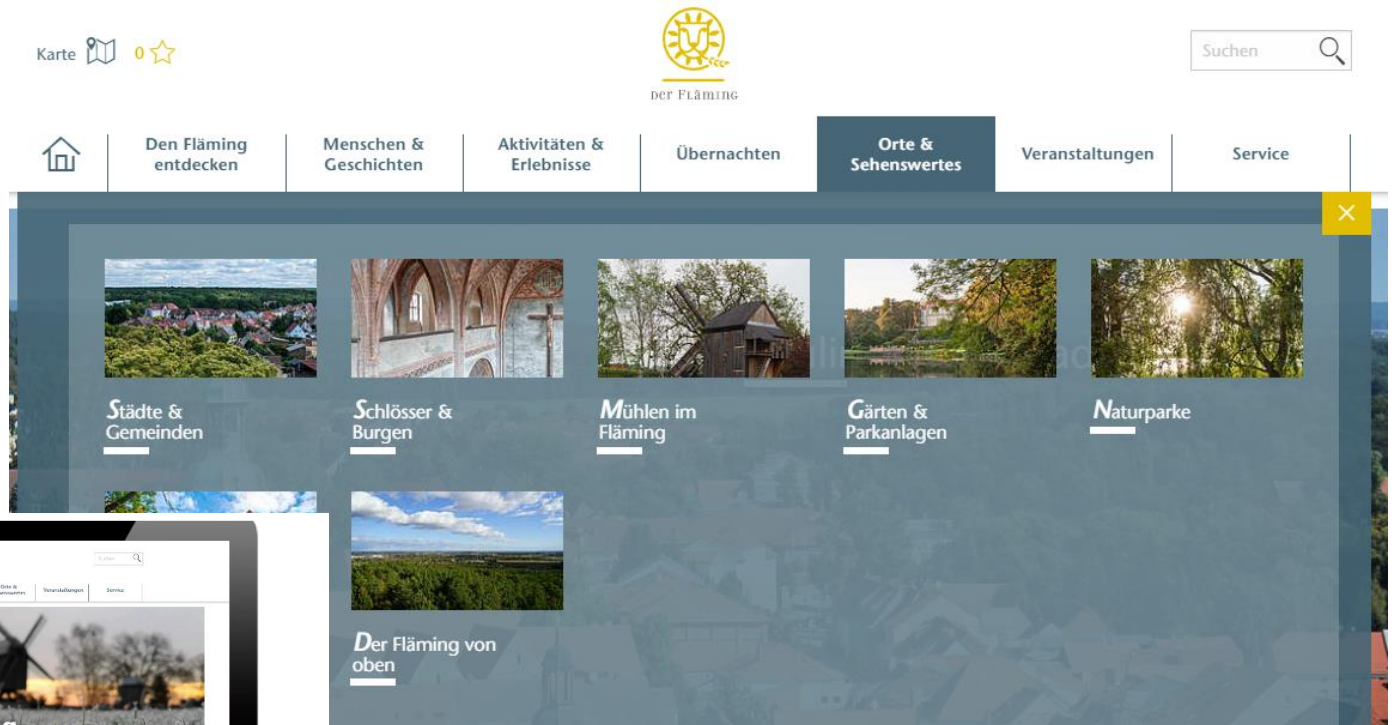 Karte
0
Der Fläming
Suchen
Den Fläming
entdecken
Menschen &
Geschichten
Aktivitäten &
Erlebnisse
Übernachten
Orte &
Sehenswertes
Veranstaltungen
Service
Städte &
Gemeinden
Schlösser &
Burgen
Mühlen im
Fläming
Gärten &
Parkanlagen
Naturparke
Der Fläming von
oben
Suchen
Orte &
Veranstaltungen
Service